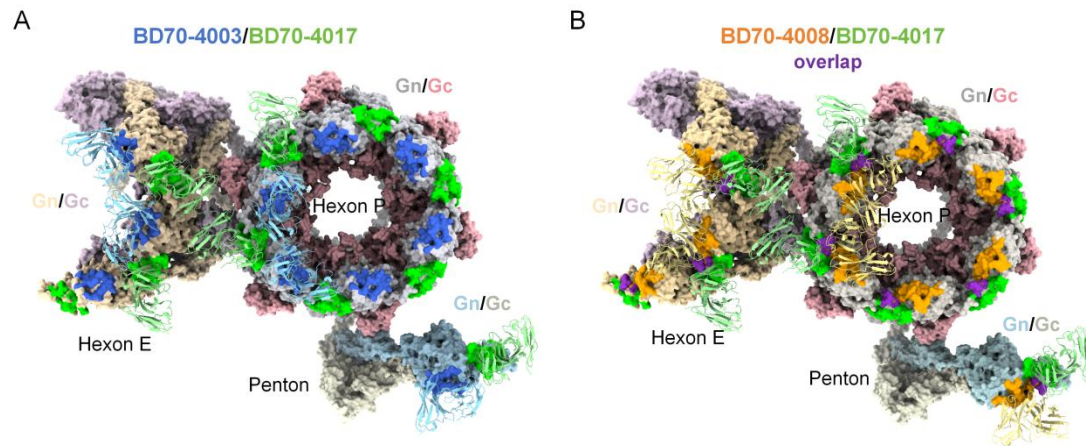 A
BD70-4003/BD70-4017
Gn/Gc
Hexon P
Gn/Gc
Hexon E
Gn/Gc
Penton
B
BD70-4008/BD70-4017
overlap
Gn/Gc
Hexon P
Gn/Gc
Hexon E
Gn/Gc
Penton